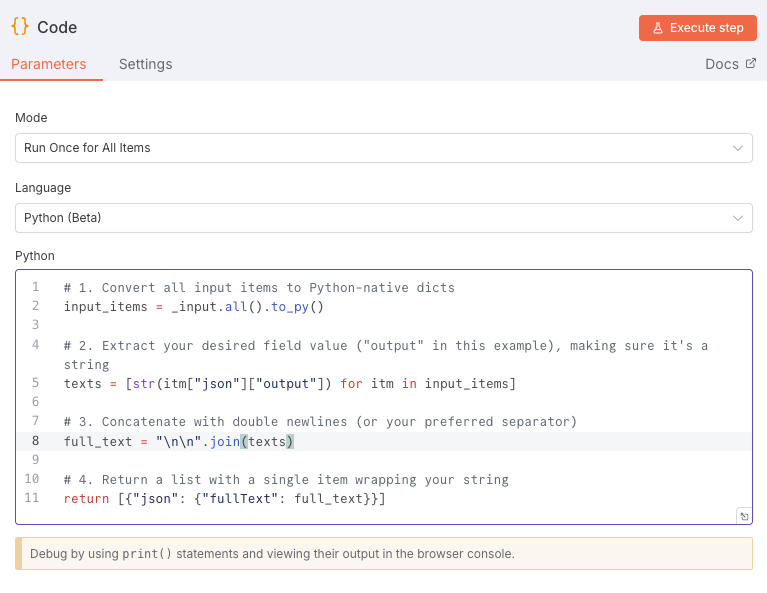 {} Code
Execute step
Parameters
Settings
Docs
Mode
Run Once for All Items
Language
Python (Beta)
Python
1 # 1. Convert all input items to Python-native dicts
2 input_items = _input.all().to_py()
3
4 # 2. Extract your desired field value ("output" in this example), making sure it's a
string
5 texts = [str(itm["json"]["output"]) for itm in input_items]
6
7 # 3. Concatenate with double newlines (or your preferred separator)
8 full_text = "\n\n".join(texts)
9
10 # 4. Return a list with a single item wrapping your string
11 return [{"json": {"fullText": full_text}}]
Debug by using print() statements and viewing their output in the browser console.